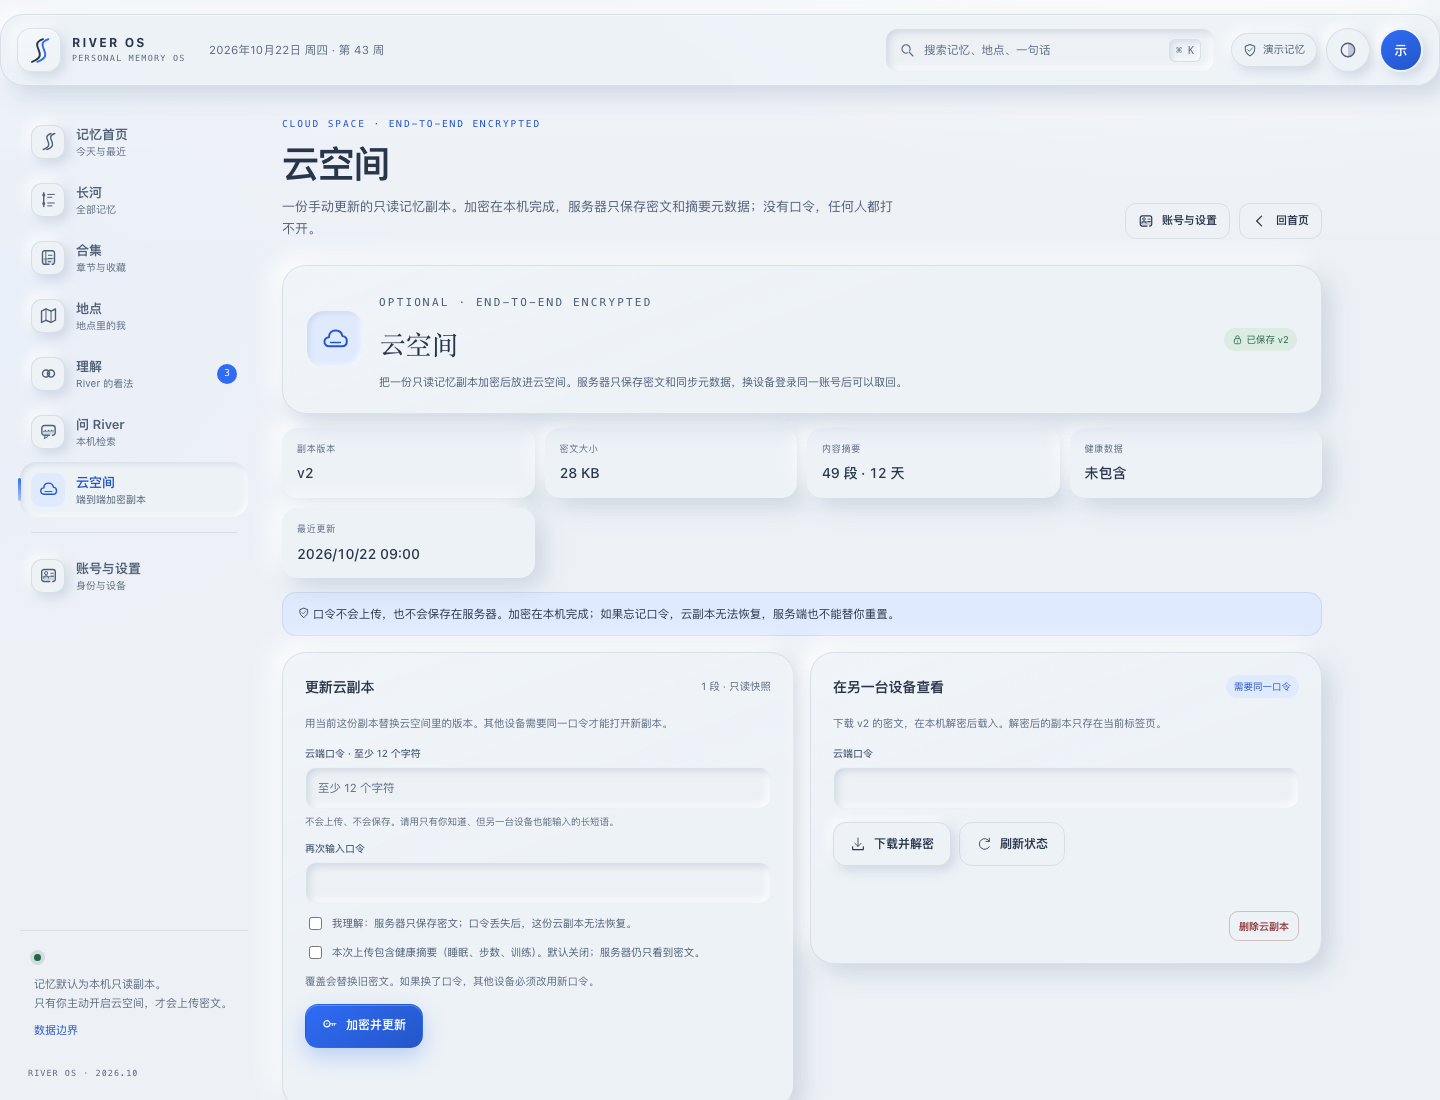 RIVER OS
PERSONAL MEMORY OS
2026年10月22日 周四 · 第 43 周
搜索记忆、地点、一句话
⌘ K
演示记忆
示
记忆首页
今天与最近
长河
全部记忆
合集
章节与收藏
地点
地点里的我
理解
River 的看法
3
问 River
本机检索
云空间
端到端加密副本
账号与设置
身份与设备
记忆默认为本机只读副本。
只有你主动开启云空间，才会上传密文。
数据边界
RIVER OS · 2026.10
CLOUD SPACE · END-TO-END ENCRYPTED
云空间
一份手动更新的只读记忆副本。加密在本机完成，服务器只保存密文和摘要元数据；没有口令，任何人都打
不开。
账号与设置
回首页
OPTIONAL · END-TO-END ENCRYPTED
云空间
把一份只读记忆副本加密后放进云空间。服务器只保存密文和同步元数据，换设备登录同一账号后可以取回。
已保存 v2
副本版本
v2
密文大小
28 KB
内容摘要
49 段 · 12 天
健康数据
未包含
最近更新
2026/10/22 09:00
口令不会上传，也不会保存在服务器。加密在本机完成；如果忘记口令，云副本无法恢复，服务端也不能替你重置。
更新云副本
1 段 · 只读快照
用当前这份副本替换云空间里的版本。其他设备需要同一口令才能打开新副本。
云端口令 · 至少 12 个字符
至少 12 个字符
不会上传、不会保存。请用只有你知道、但另一台设备也能输入的长短语。
再次输入口令
我理解：服务器只保存密文；口令丢失后，这份云副本无法恢复。
本次上传包含健康摘要（睡眠、步数、训练）。默认关闭；服务器仍只看到密文。
覆盖会替换旧密文。如果换了口令，其他设备必须改用新口令。
加密并更新
在另一台设备查看
需要同一口令
下载 v2 的密文，在本机解密后载入。解密后的副本只存在当前标签页。
云端口令
下载并解密
刷新状态
删除云副本